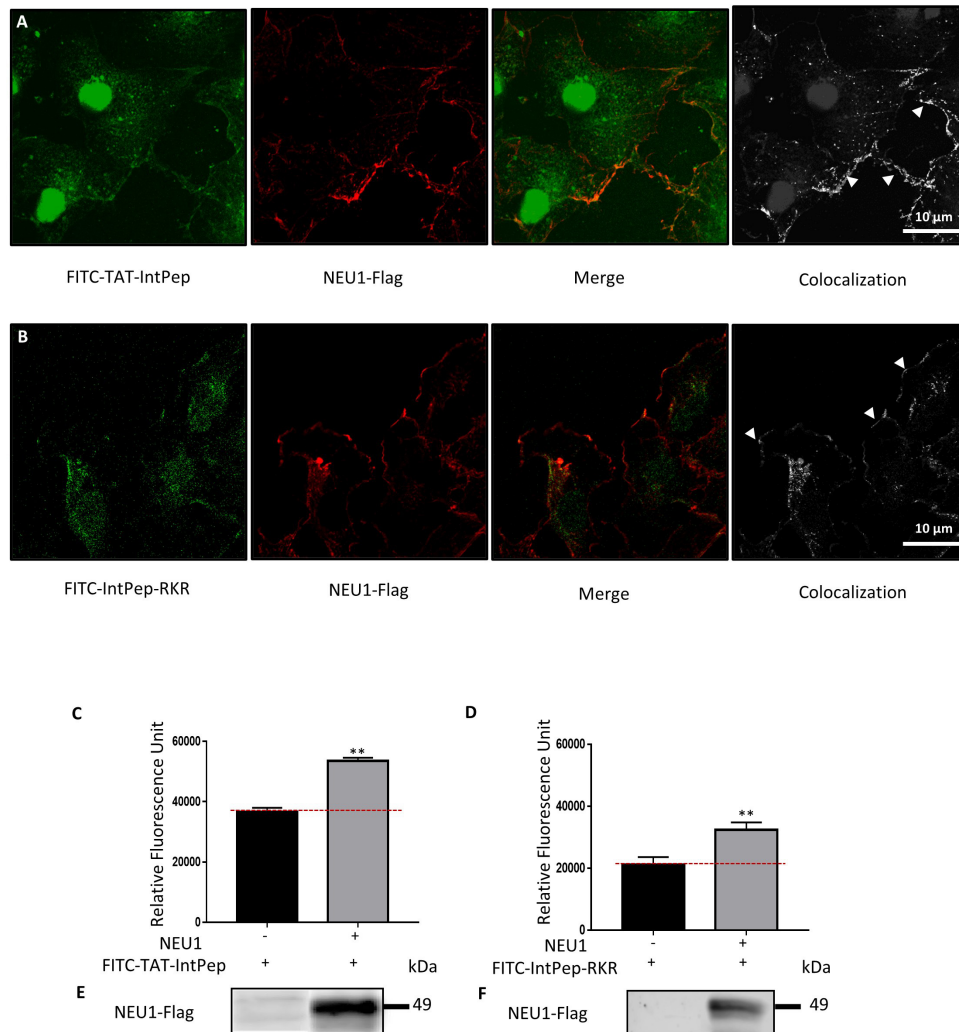 A
10 μm
FITC-TAT-IntPep NEU1-Flag Merge Colocalization
B
10 μm
FITC-IntPep-RKR NEU1-Flag Merge Colocalization
C
Relative Fluorescence Unit
60000
**
40000
20000
0
NEU1 - +
FITC-TAT-IntPep + + kDa
E
NEU1-Flag 49
D
Relative Fluorescence Unit
60000
40000
**
20000
0
NEU1 - +
FITC-IntPep-RKR + + kDa
F
NEU1-Flag 49